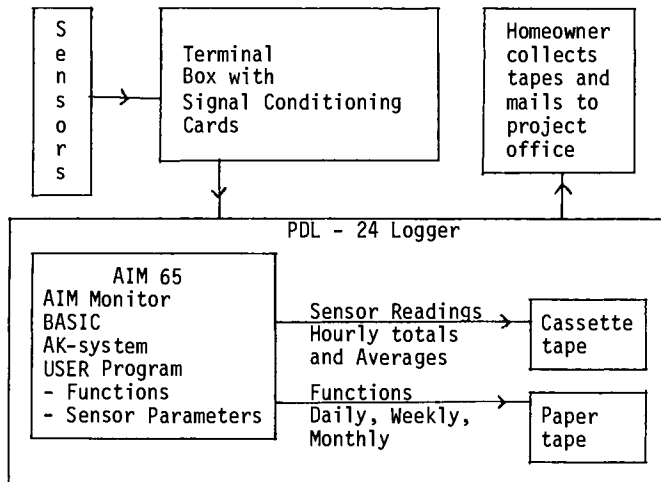 S
e
n
s
o
r
s
Terminal
Box with
Signal Conditioning
Cards
Homeowner
collects
tapes and
mails to
project
office
PDL - 24 Logger
AIM 65
AIM Monitor
BASIC
AK-system
USER Program
- Functions
- Sensor Parameters
Sensor Readings
Hourly totals
and Averages
Cassette
tape
Functions
Daily, Weekly,
Monthly
Paper
tape